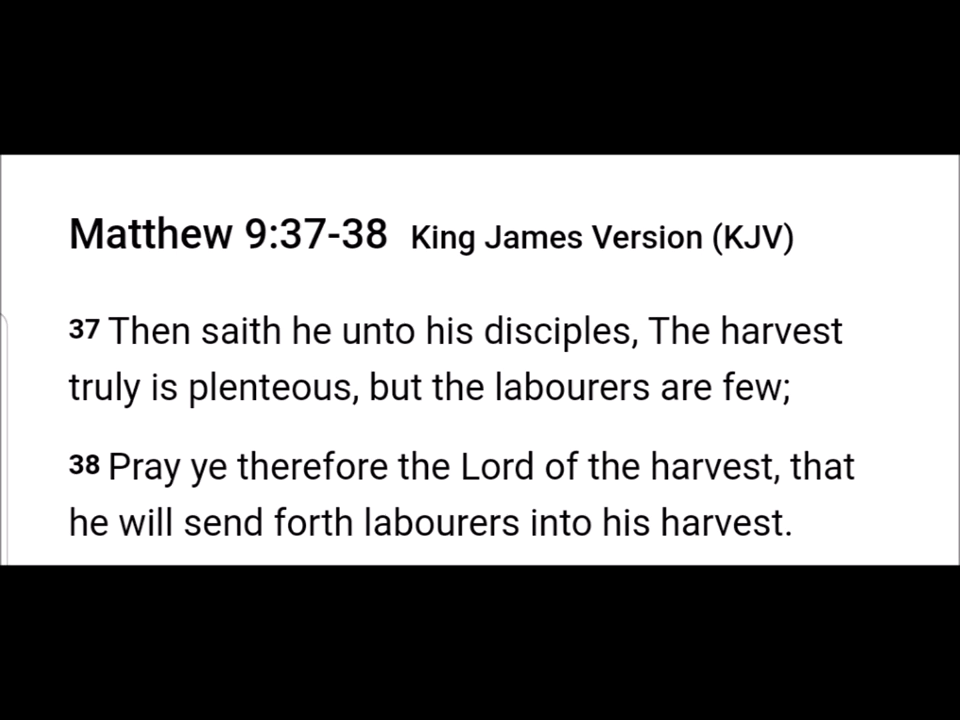 Matthew 9:37-38 King James Version (KJV)
37 Then saith he unto his disciples, The harvest
truly is plenteous, but the labourers are few;
38 Pray ye therefore the Lord of the harvest, that
he will send forth labourers into his harvest.